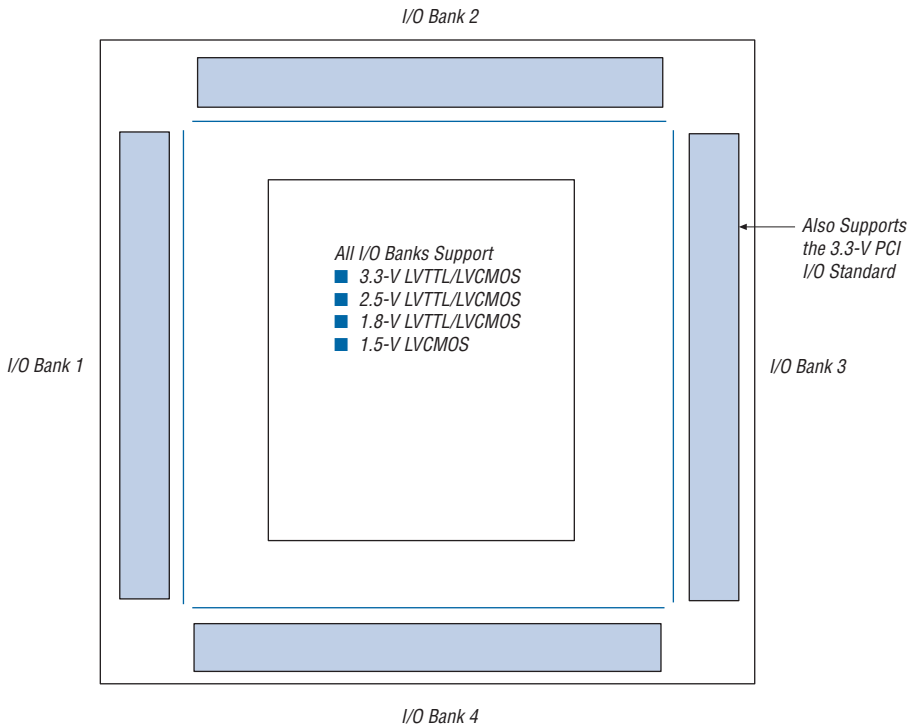 I/O Bank 2
All I/O Banks Support
3.3-V LVTTL/LVCMOS
2.5-V LVTTL/LVCMOS
1.8-V LVTTL/LVCMOS
1.5-V LVCMOS
Also Supports
the 3.3-V PCI
I/O Standard
I/O Bank 1
I/O Bank 3
I/O Bank 4